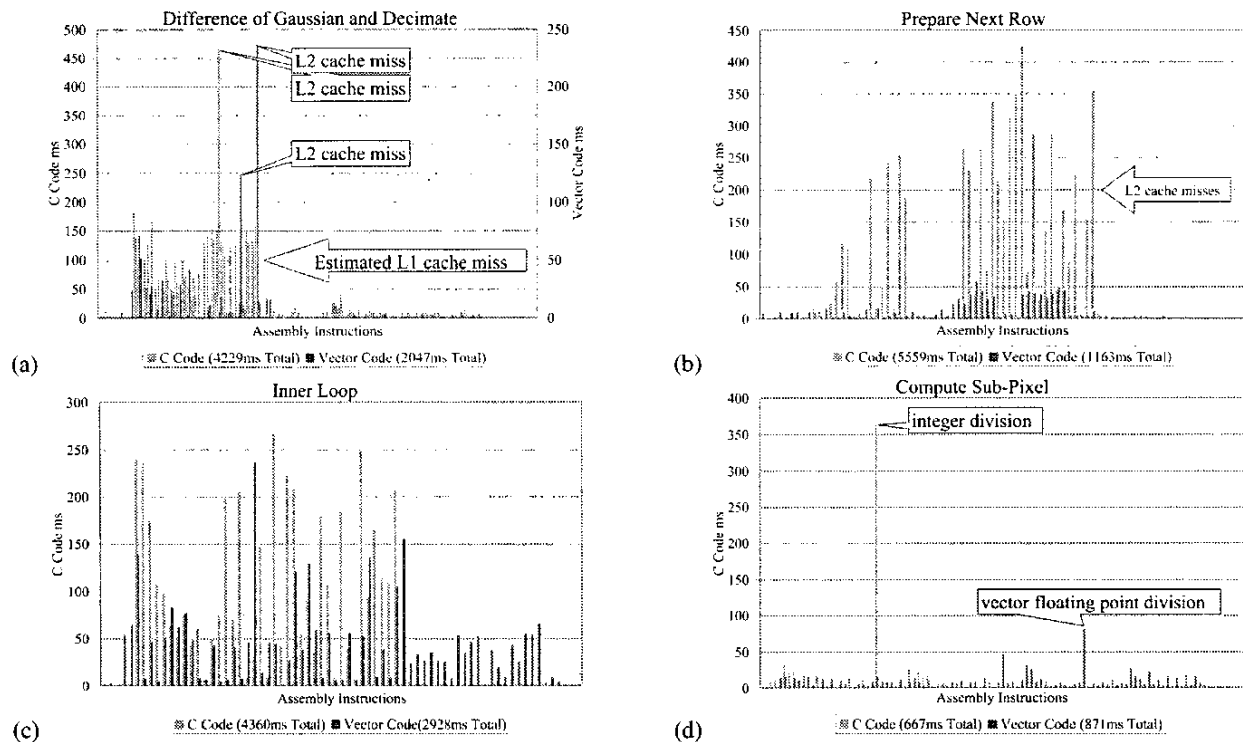 Difference of Gaussian and Decimate
500
450
400
350
300
250
200
150
100
50
0
C Code ms
250
200
150
100
50
0
Vector Code ms
L2 cache miss
L2 cache miss
L2 cache miss
Estimated L1 cache miss
Assembly Instructions
C Code (4229ms Total) Vector Code (2047ms Total)
(a)
Prepare Next Row
450
400
350
300
250
200
150
100
50
0
C Code ms
L2 cache misses
Assembly Instructions
C Code (5559ms Total) Vector Code (1163ms Total)
(b)
Inner Loop
300
250
200
150
100
50
0
C Code ms
Assembly Instructions
C Code (4360ms Total) Vector Code(2928ms Total)
(c)
Compute Sub-Pixel
400
350
300
250
200
150
100
50
0
C Code ms
integer division
vector floating point division
Assembly Instructions
C Code (667ms Total) Vector Code (871ms Total)
(d)